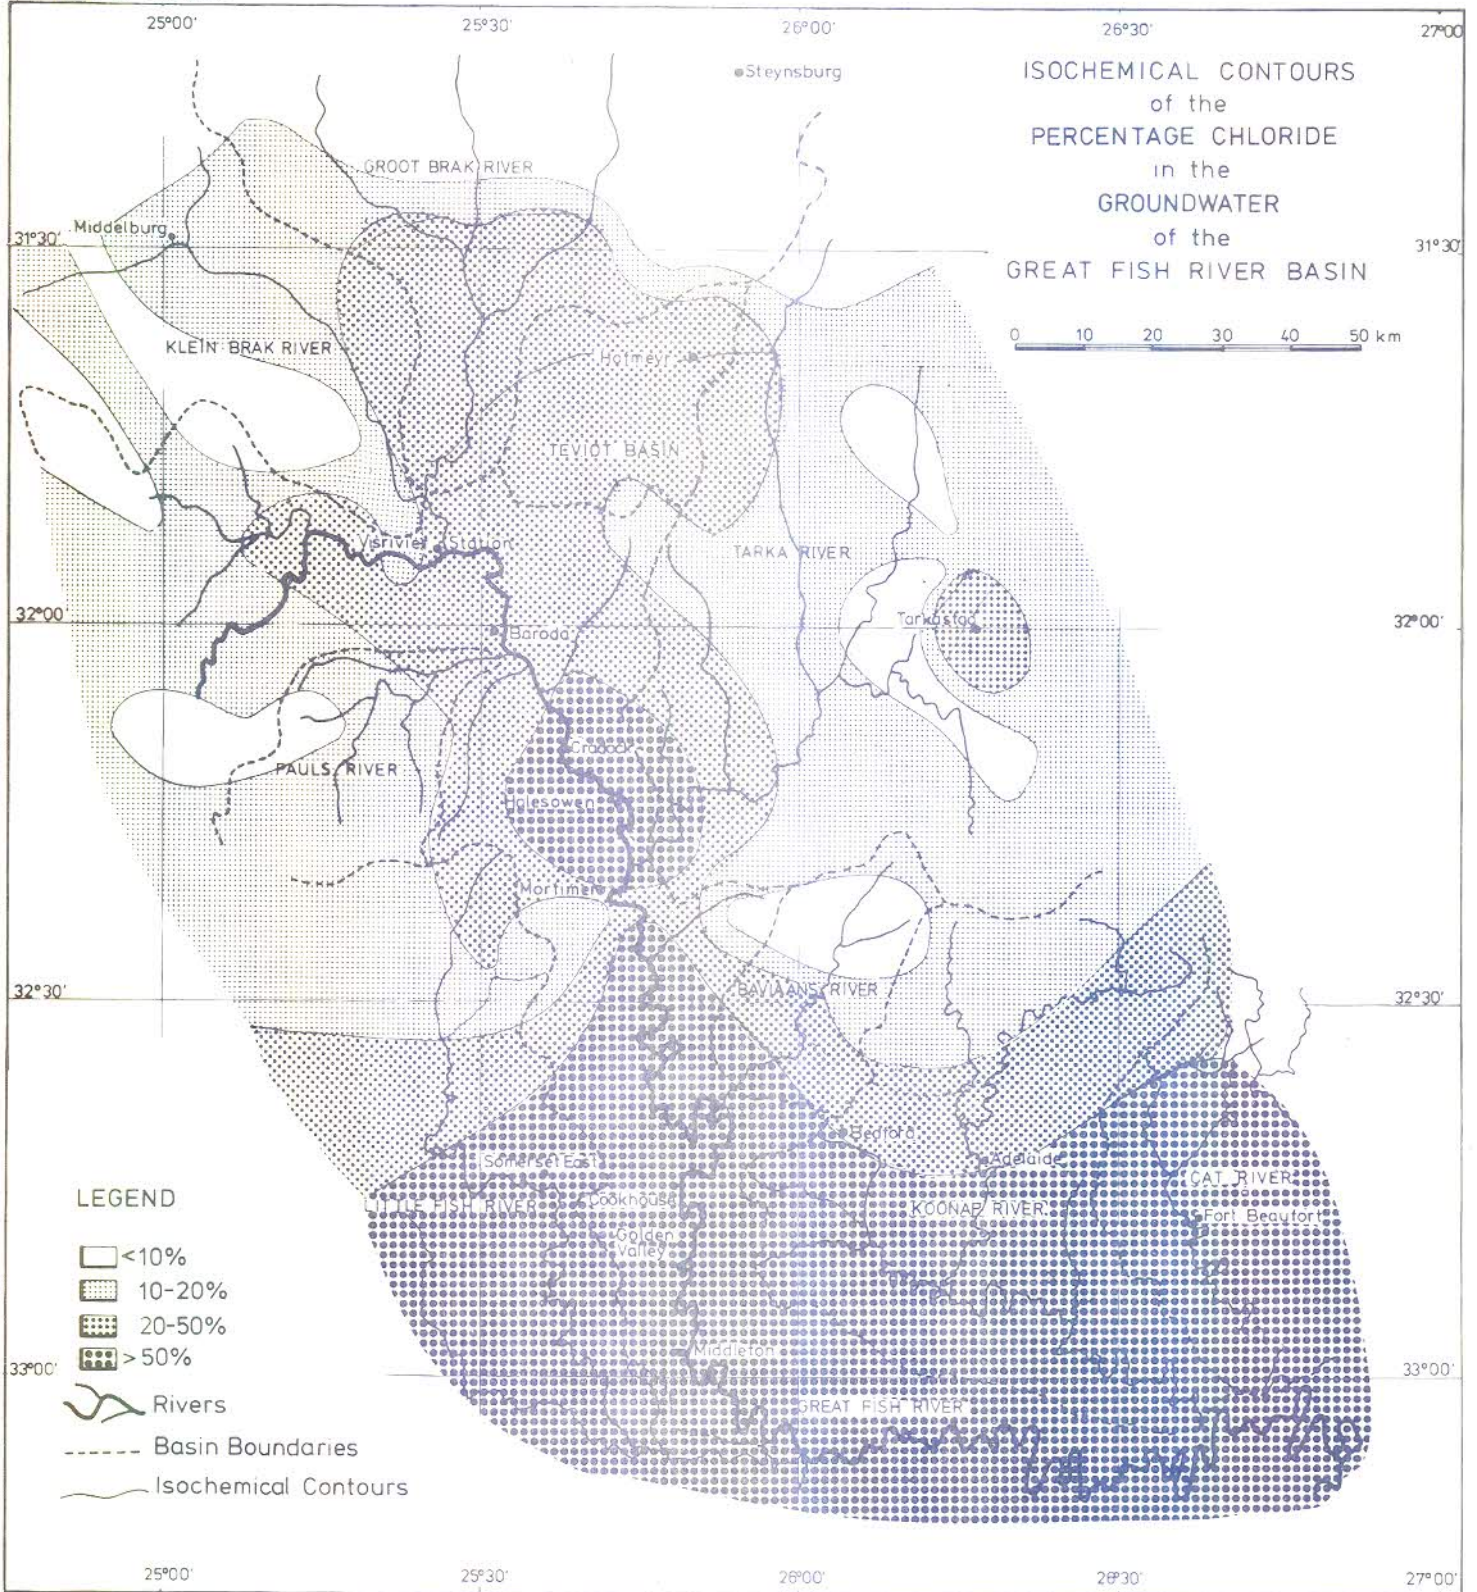 25°00' 25°30' 26°00' 26°30' 27°00'
Steynsburg
ISOCHEMICAL CONTOURS
of the
PERCENTAGE CHLORIDE
in the
GROUNDWATER
of the
GREAT FISH RIVER BASIN
0 10 20 30 40 50 km
GROOT BRAK RIVER
Middelburg
31°30' 31°30'
KLEIN BRAK RIVER
Hofmeyr
TEVIOT BASIN
Visrivier Station
TARKA RIVER
32°00' 32°00'
Tarkastad
Baroda
Cradock
PAULS RIVER
Halesowen
Mortimer
32°30' 32°30'
BAVIAANS RIVER
Bedford
Somerset East
Adelaide
LITTLE FISH RIVER
Cookhouse
KOONAP RIVER
CAT RIVER
Fort Beaufort
Golden
Valley
LEGEND
<10%
10-20%
20-50%
>50%
Rivers
Basin Boundaries
Isochemical Contours
Middleton
33°00' 33°00'
GREAT FISH RIVER
25°00' 25°30' 26°00' 26°30' 27°00'